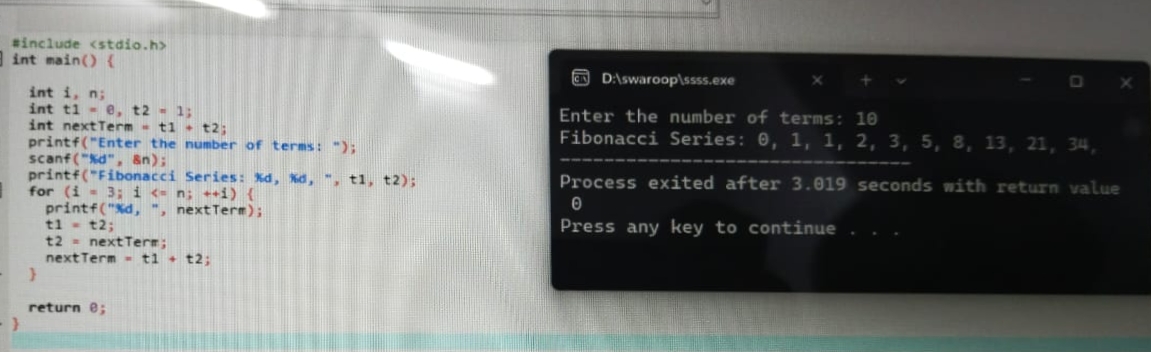 #include <stdio.h>
int main() {
int i, n;
int t1 = 0, t2 = 1;
int nextTerm = t1 + t2;
printf("Enter the number of terms: ");
scanf("%d", &n);
printf("Fibonacci Series: %d, %d, ", t1, t2);
for (i = 3; i <= n; ++i) {
printf("%d, ", nextTerm);
t1 = t2;
t2 = nextTerm;
nextTerm = t1 + t2;
}
return 0;
}
D:\swaroop\ssss.exe
Enter the number of terms: 10
Fibonacci Series: 0, 1, 1, 2, 3, 5, 8, 13, 21, 34,
--------------------------------
Process exited after 3.019 seconds with return value
0
Press any key to continue . . .